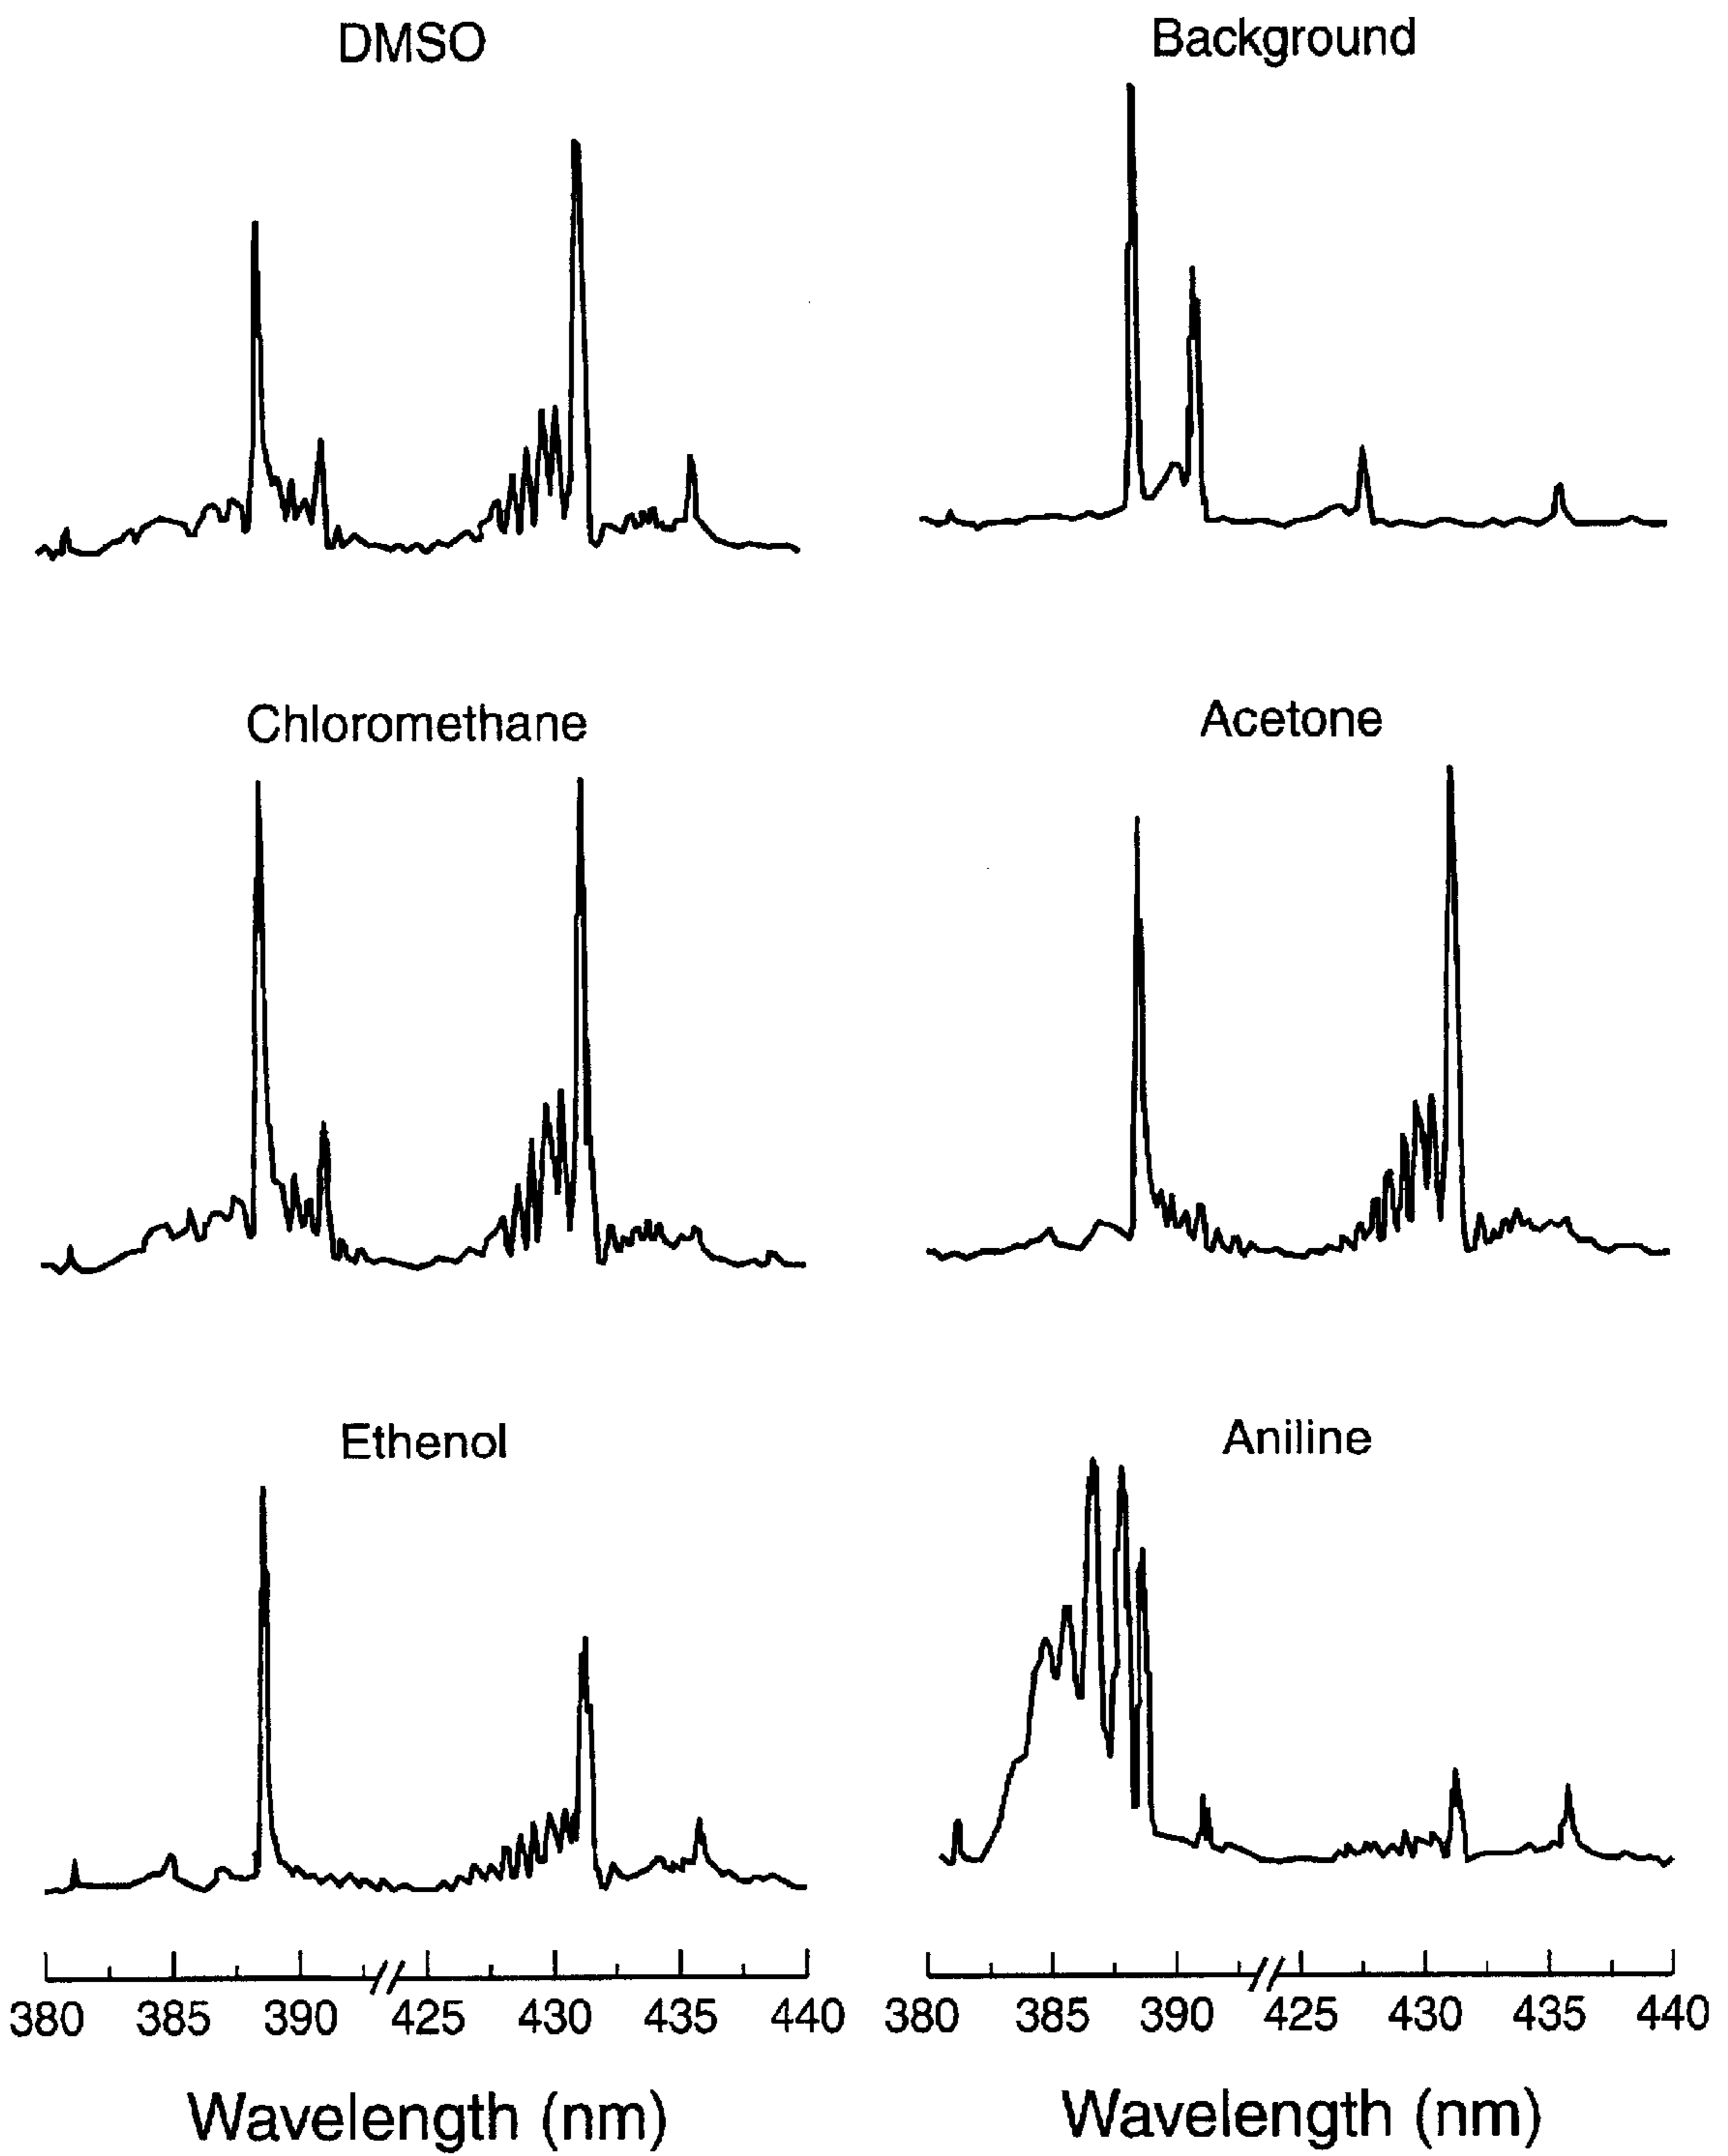 DMSO
Background
Chloromethane
Acetone
Ethenol
Aniline
380 385 390 425 430 435 440
380 385 390 425 430 435 440
Wavelength (nm)
Wavelength (nm)